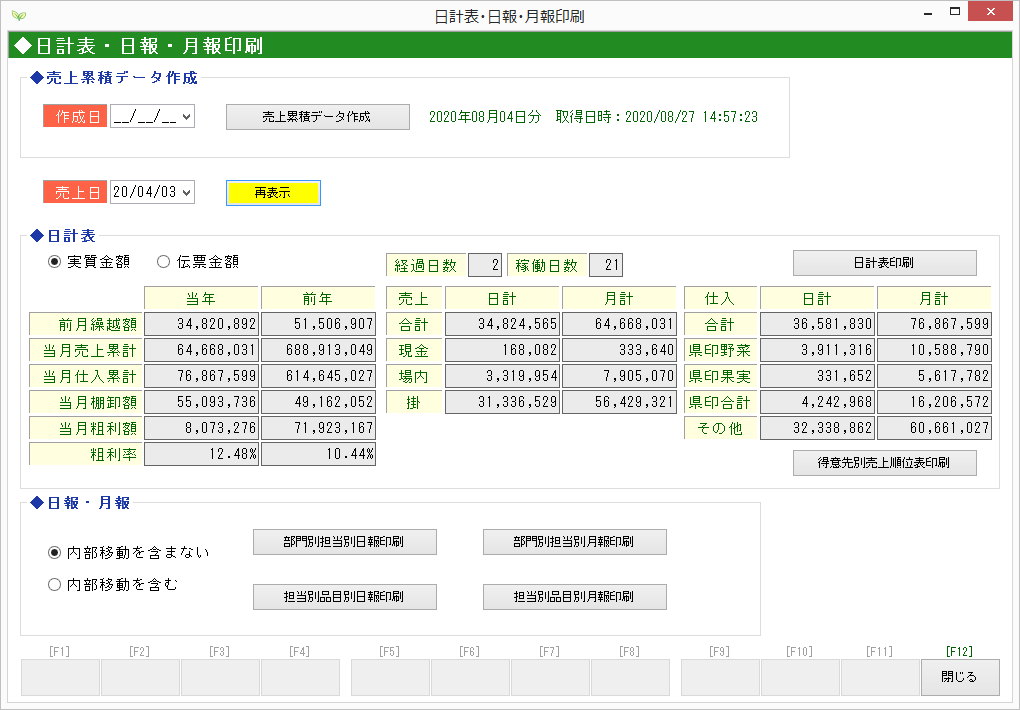 日計表・日報・月報印刷
◆日計表・日報・月報印刷
◆売上累積データ作成
作成日 __/__/__ 売上累積データ作成 2020年08月04日分 取得日時：2020/08/27 14:57:23
売上日 20/04/03 再表示
◆日計表
実質金額 伝票金額 経過日数 2 稼働日数 21 日計表印刷
当年 前年 売上 日計 月計 仕入 日計 月計
前月繰越額 34,820,892 51,506,907 合計 34,824,565 64,668,031 合計 36,581,830 76,867,599
当月売上累計 64,668,031 688,913,049 現金 168,082 333,640 県印野菜 3,911,316 10,588,790
当月仕入累計 76,867,599 614,645,027 場内 3,319,954 7,905,070 県印果実 331,652 5,617,782
当月棚卸額 55,093,736 49,162,052 掛 31,336,529 56,429,321 県印合計 4,242,968 16,206,572
当月粗利額 8,073,276 71,923,167 その他 32,338,862 60,661,027
粗利率 12.48% 10.44%
得意先別売上順位表印刷
◆日報・月報
内部移動を含まない 部門別担当別日報印刷 部門別担当別月報印刷
内部移動を含む 担当別品目別日報印刷 担当別品目別月報印刷
[F1] [F2] [F3] [F4] [F5] [F6] [F7] [F8] [F9] [F10] [F11] [F12]
閉じる